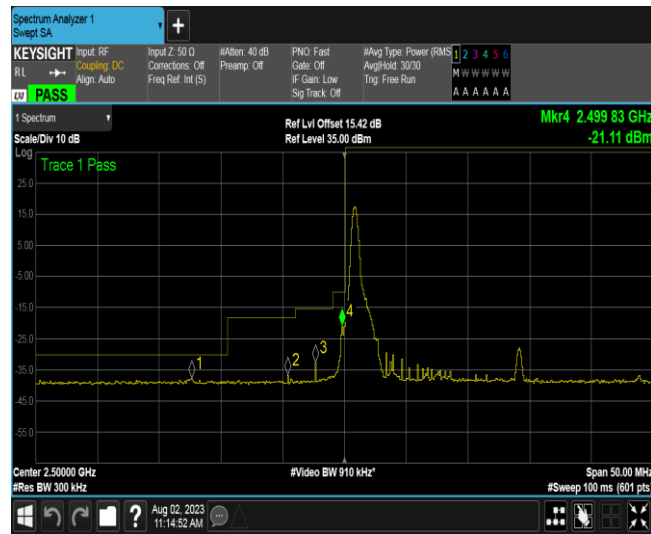 Spectrum Analyzer 1
Swept SA
KEYSIGHT
RL
LXI PASS
Input: RF
Coupling: DC
Align: Auto
Input Z: 50 Ω
Corrections: Off
Freq Ref: Int (S)
#Atten: 40 dB
Preamp: Off
PNO: Fast
Gate: Off
IF Gain: Low
Sig Track: Off
#Avg Type: Power (RMS
Avg|Hold: 30/30
Trig: Free Run
1 2 3 4 5 6
M W W W W W
A A A A A A
1 Spectrum
Scale/Div 10 dB
Ref Lvl Offset 15.42 dB
Ref Level 35.00 dBm
Mkr4 2.499 83 GHz
-21.11 dBm
Log
Trace 1 Pass
25.0
15.0
5.00
-5.00
-15.0
-25.0
-35.0
-45.0
-55.0
1
2
3
4
Center 2.50000 GHz
#Res BW 300 kHz
#Video BW 910 kHz*
Span 50.00 MHz
#Sweep 100 ms (601 pts
?
Aug 02, 2023
11:14:52 AM